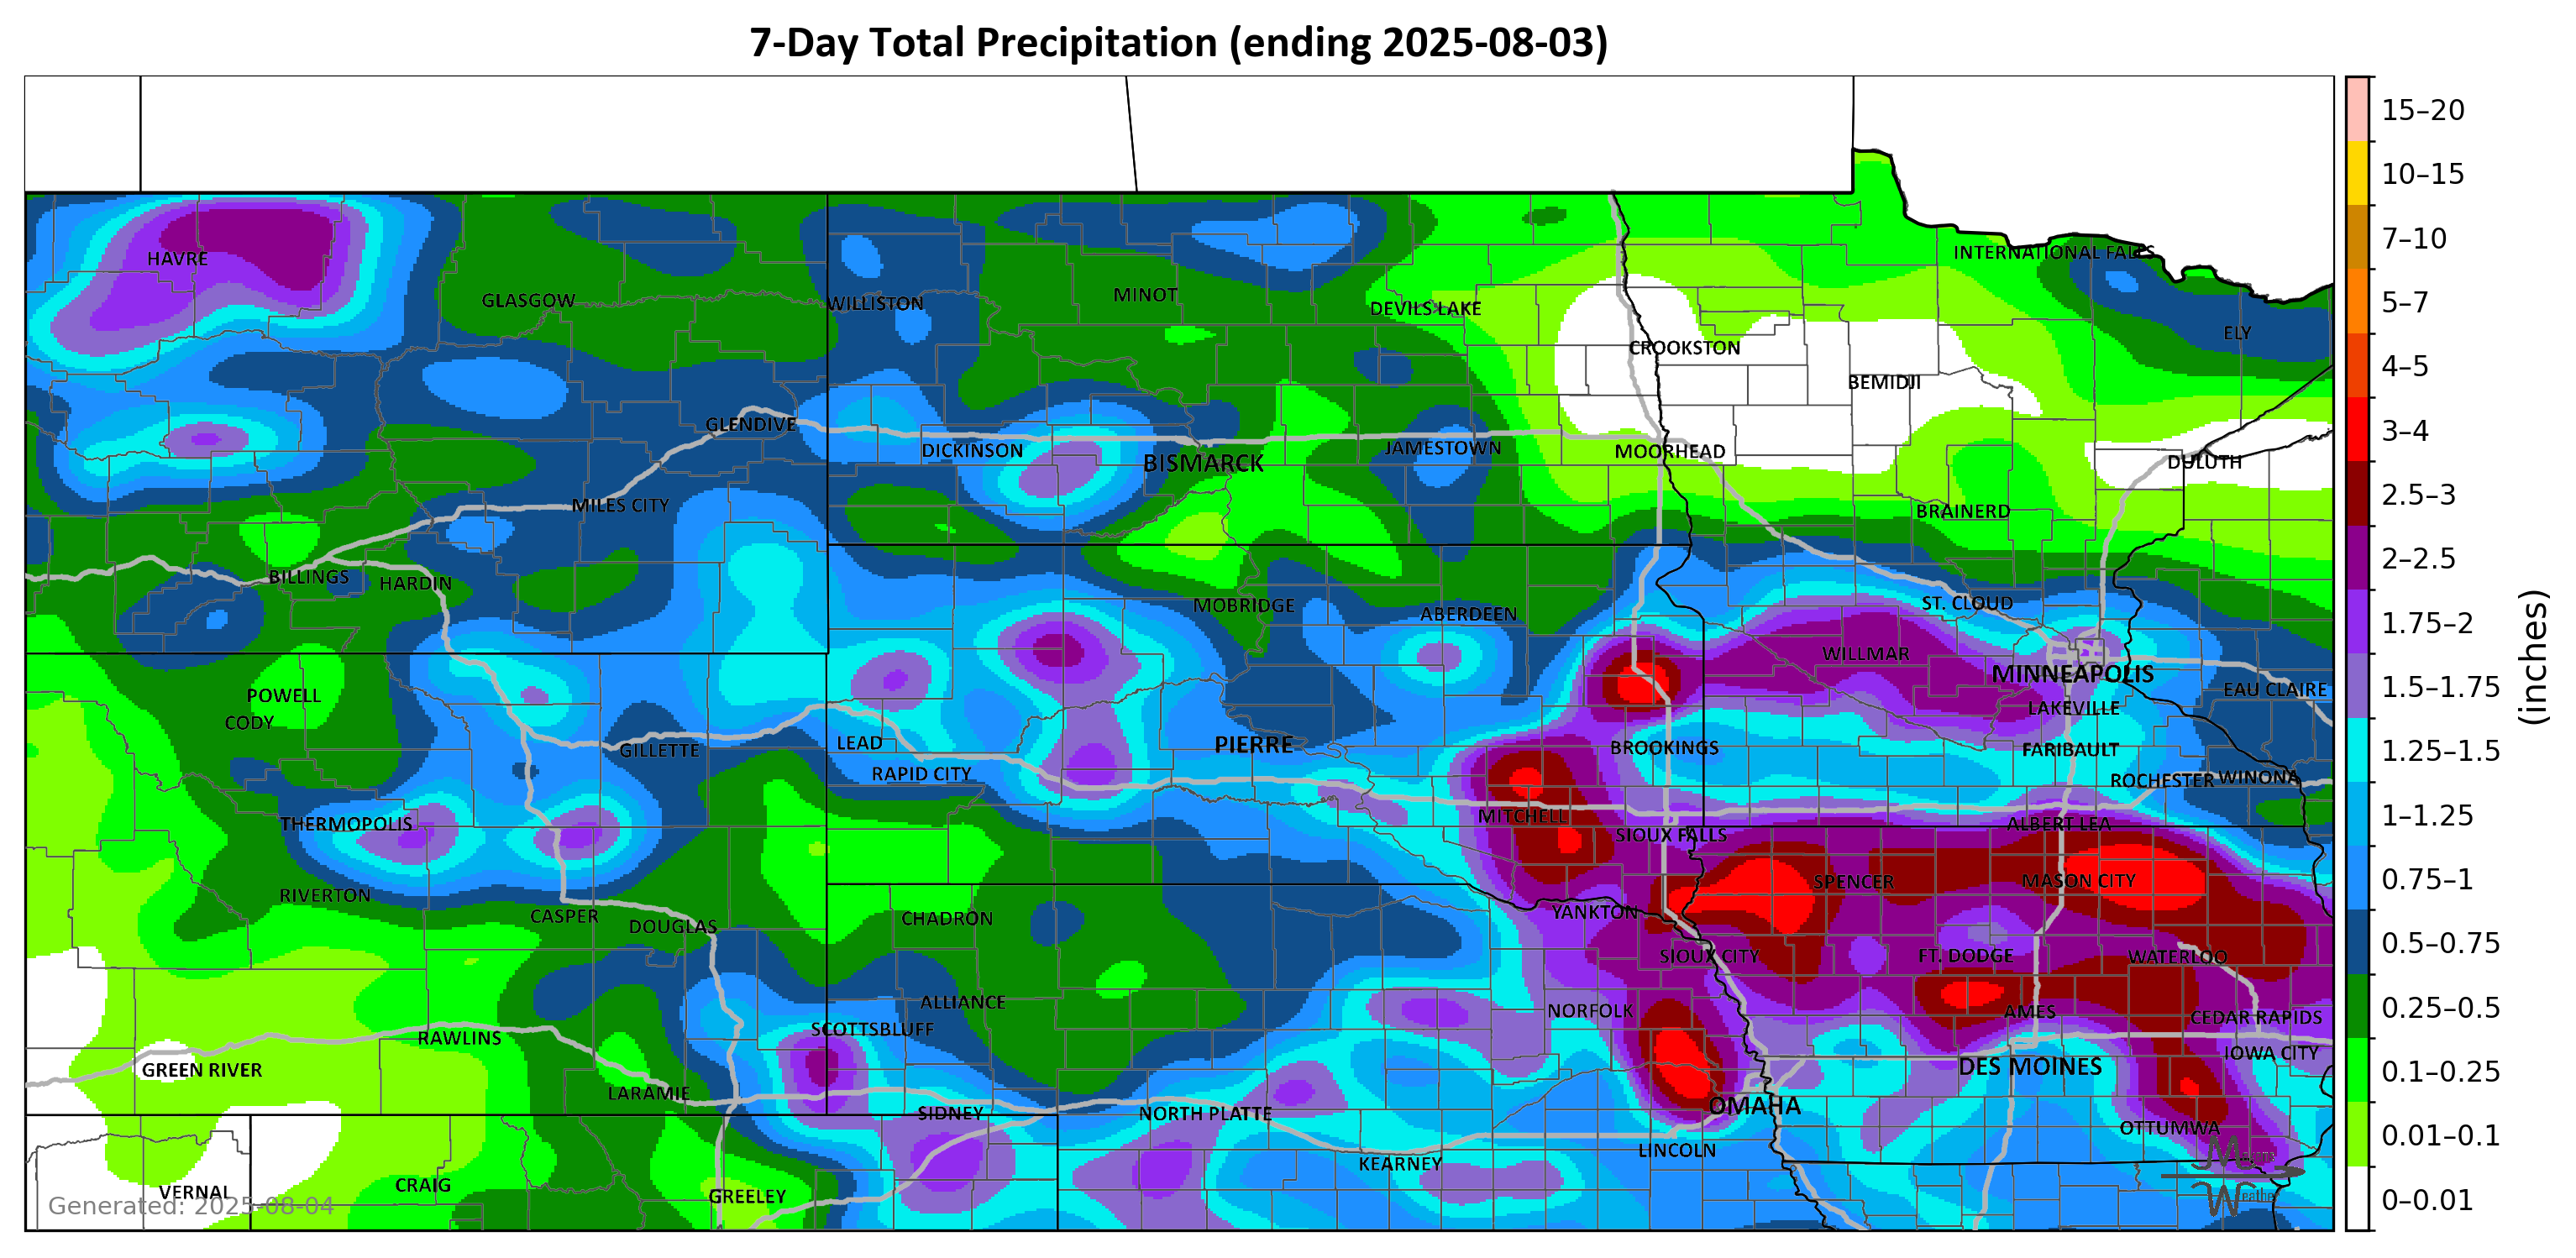 7-Day Total Precipitation (ending 2025-08-03)
15–20
10–15
7–10
5–7
4–5
3–4
2.5–3
2–2.5
1.75–2
1.5–1.75
1.25–1.5
1–1.25
0.75–1
0.5–0.75
0.25–0.5
0.1–0.25
0.01–0.1
0–0.01
(inches)
INTERNATIONAL FALLS
HAVRE
GLASGOW
WILLISTON
MINOT
DEVILS LAKE
ELY
CROOKSTON
BEMIDJI
GLENDIVE
DICKINSON
BISMARCK
JAMESTOWN
MOORHEAD
DULUTH
MILES CITY
BRAINERD
BILLINGS
HARDIN
MOBRIDGE
ABERDEEN
ST. CLOUD
WILLMAR
MINNEAPOLIS
EAU CLAIRE
POWELL
CODY
LAKEVILLE
GILLETTE
LEAD
PIERRE
BROOKINGS
FARIBAULT
RAPID CITY
ROCHESTER
WINONA
THERMOPOLIS
MITCHELL
SIOUX FALLS
ALBERT LEA
RIVERTON
SPENCER
MASON CITY
CASPER
DOUGLAS
CHADRON
YANKTON
SIOUX CITY
FT. DODGE
WATERLOO
ALLIANCE
NORFOLK
AMES
CEDAR RAPIDS
SCOTTSBLUFF
RAWLINS
IOWA CITY
GREEN RIVER
DES MOINES
LARAMIE
SIDNEY
NORTH PLATTE
OMAHA
OTTUMWA
LINCOLN
KEARNEY
VERNAL
CRAIG
GREELEY
Generated: 2025-08-04